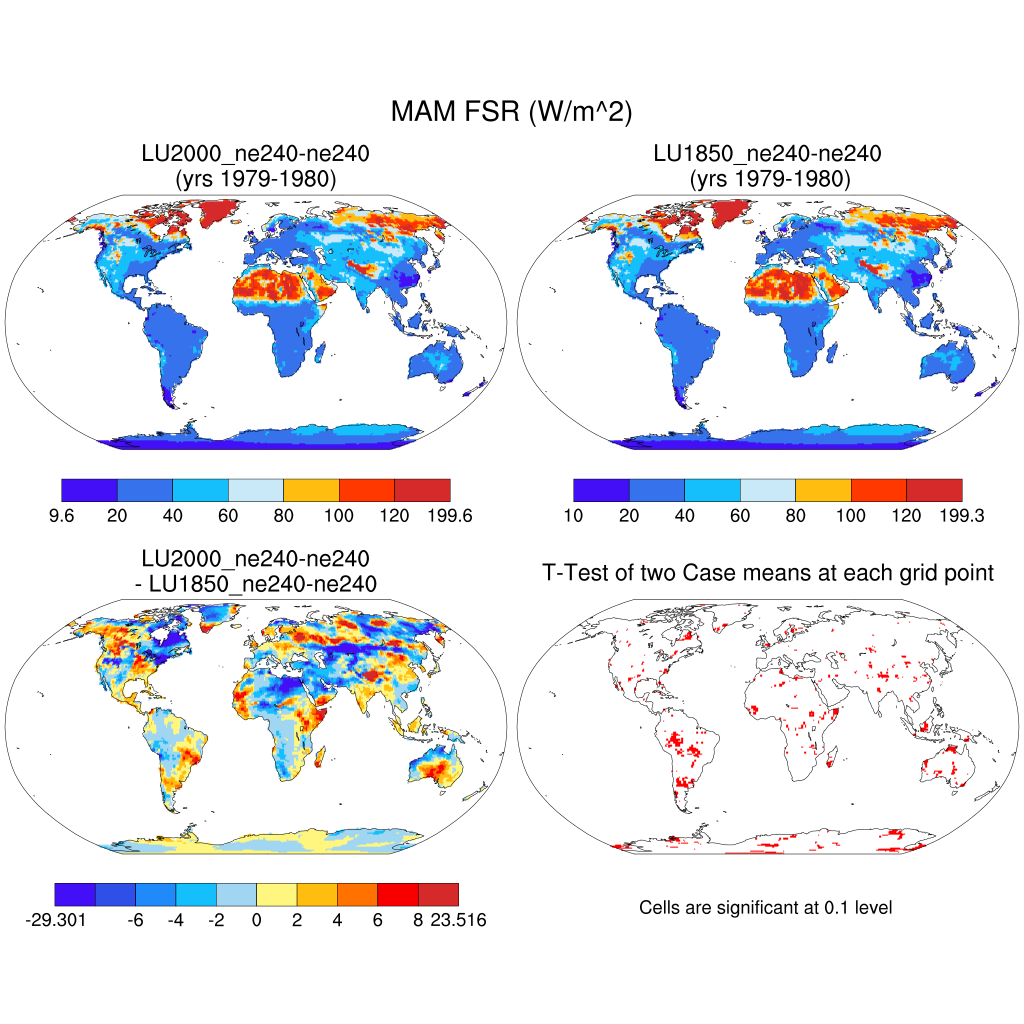 MAM FSR (W/m^2)
LU2000_ne240-ne240
(yrs 1979-1980)
LU1850_ne240-ne240
(yrs 1979-1980)
9.6 20 40 60 80 100 120 199.6
10 20 40 60 80 100 120 199.3
LU2000_ne240-ne240
- LU1850_ne240-ne240
T-Test of two Case means at each grid point
-29.301 -6 -4 -2 0 2 4 6 8 23.516
Cells are significant at 0.1 level